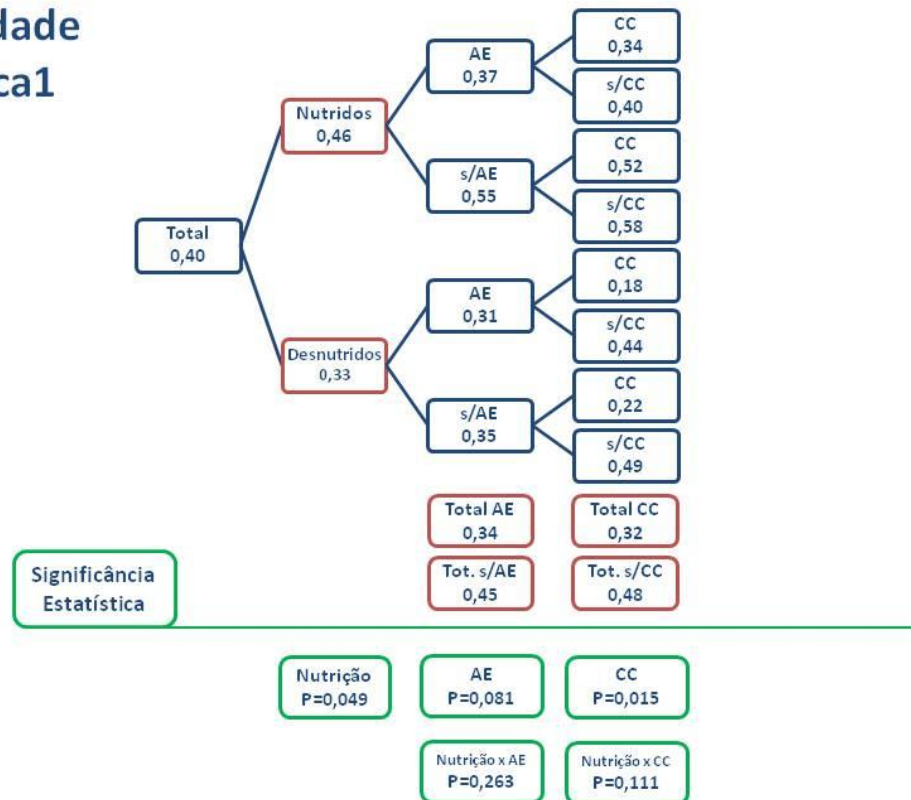 dade
ca1
Total
0,40
Nutridos
0,46
Desnutridos
0,33
AE
0,37
s/AE
0,55
AE
0,31
s/AE
0,35
CC
0,34
s/CC
0,40
CC
0,52
s/CC
0,58
CC
0,18
s/CC
0,44
CC
0,22
s/CC
0,49
Total AE
0,34
Total CC
0,32
Tot. s/AE
0,45
Tot. s/CC
0,48
Significância
Estatística
Nutrição
P=0,049
AE
P=0,081
CC
P=0,015
Nutrição x AE
P=0,263
Nutrição x CC
P=0,111